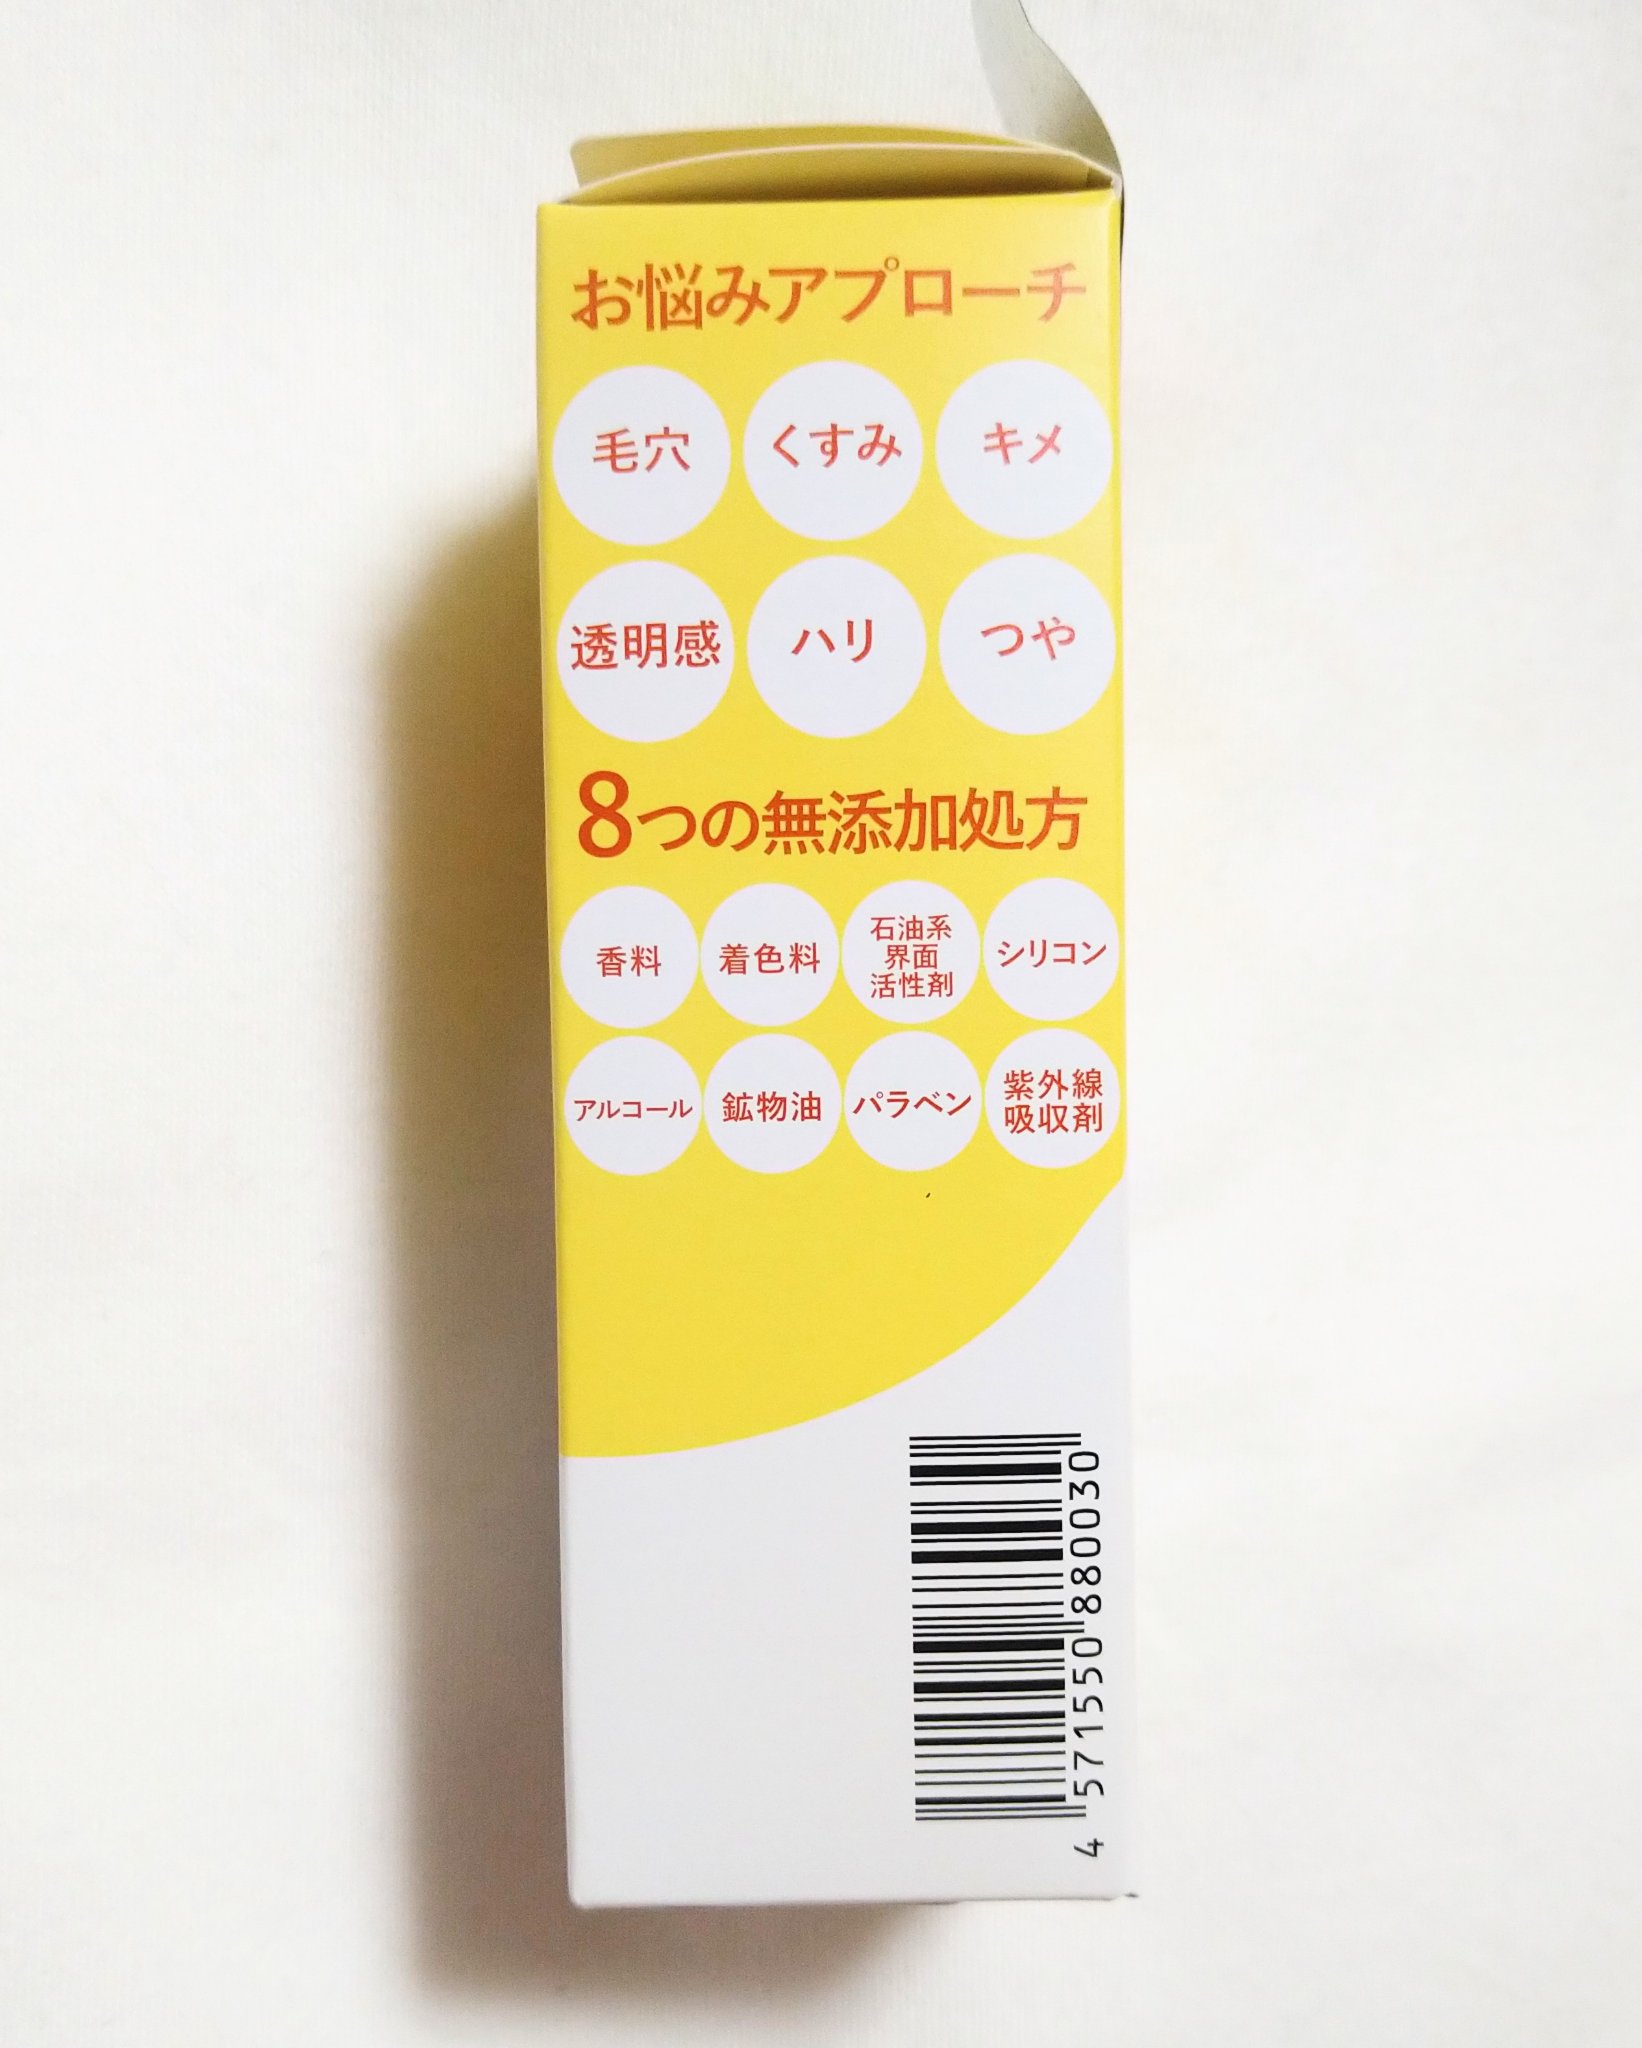 お悩みアプローチ
毛穴 くすみ キメ
透明感 ハリ つや
8つの無添加処方
香料 着色料 石油系
界面
活性剤 シリコン
アルコール 鉱物油 パラベン 紫外線
吸収剤
4 571550 880030